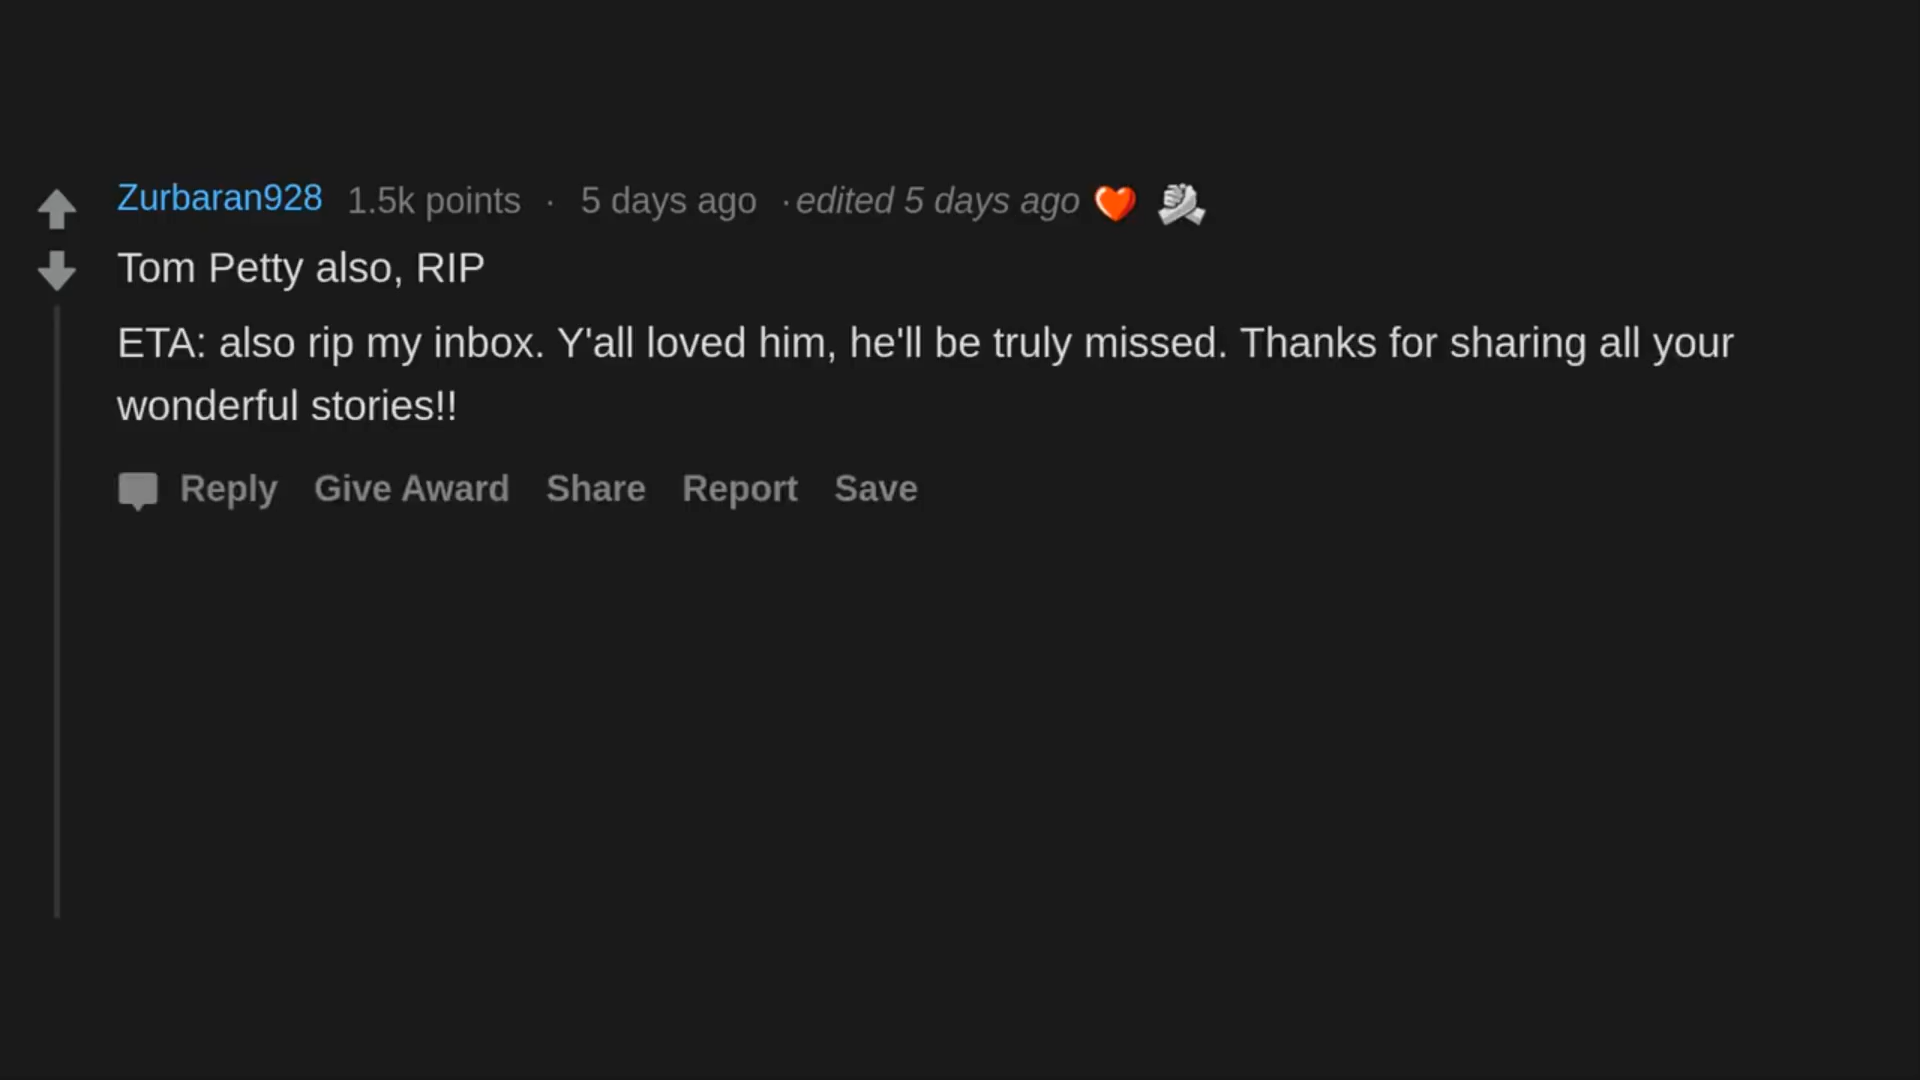 Zurbaran928 1.5k points · 5 days ago · edited 5 days ago
Tom Petty also, RIP
ETA: also rip my inbox. Y'all loved him, he'll be truly missed. Thanks for sharing all your
wonderful stories!!
Reply Give Award Share Report Save